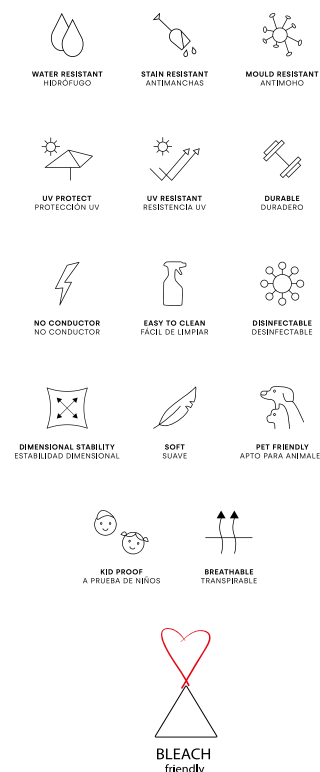 WATER RESISTANT
HIDRÓFUGO
STAIN RESISTANT
ANTIMANCHAS
MOULD RESISTANT
ANTIMOHO
UV PROTECT
PROTECCIÓN UV
UV RESISTANT
RESISTENCIA UV
DURABLE
DURADERO
NO CONDUCTOR
NO CONDUCTOR
EASY TO CLEAN
FÁCIL DE LIMPIAR
DISINFECTABLE
DESINFECTABLE
DIMENSIONAL STABILITY
ESTABILIDAD DIMENSIONAL
SOFT
SUAVE
PET FRIENDLY
APTO PARA ANIMALE
KID PROOF
A PRUEBA DE NIÑOS
BREATHABLE
TRANSPIRABLE
BLEACH
friendly